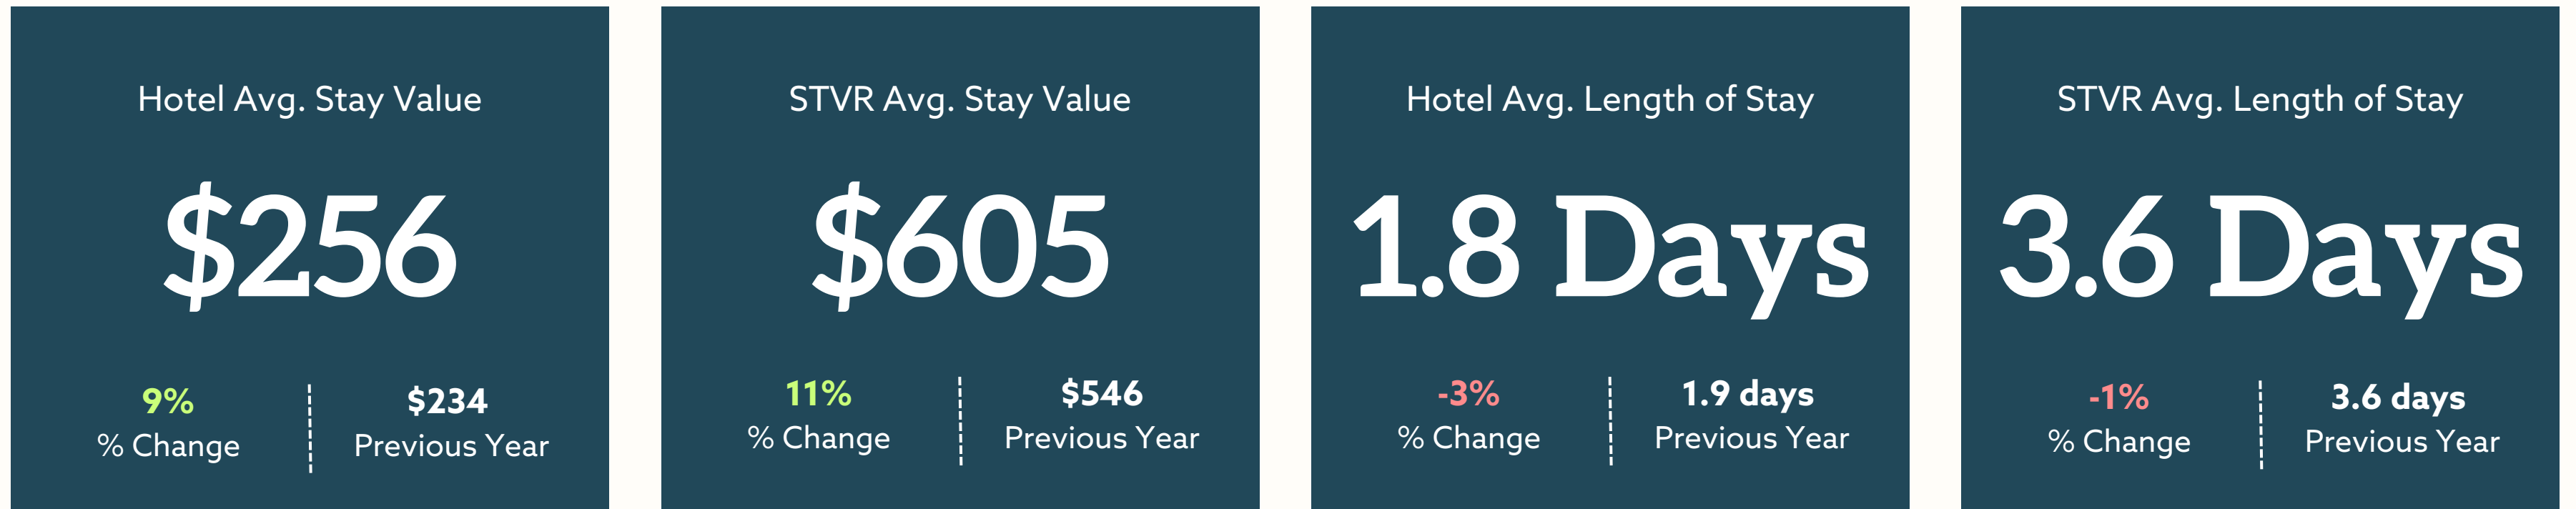 Hotel Avg. Stay Value
$256
9%
% Change
$234
Previous Year
STVR Avg. Stay Value
$605
11%
% Change
$546
Previous Year
Hotel Avg. Length of Stay
1.8 Days
-3%
% Change
1.9 days
Previous Year
STVR Avg. Length of Stay
3.6 Days
-1%
% Change
3.6 days
Previous Year